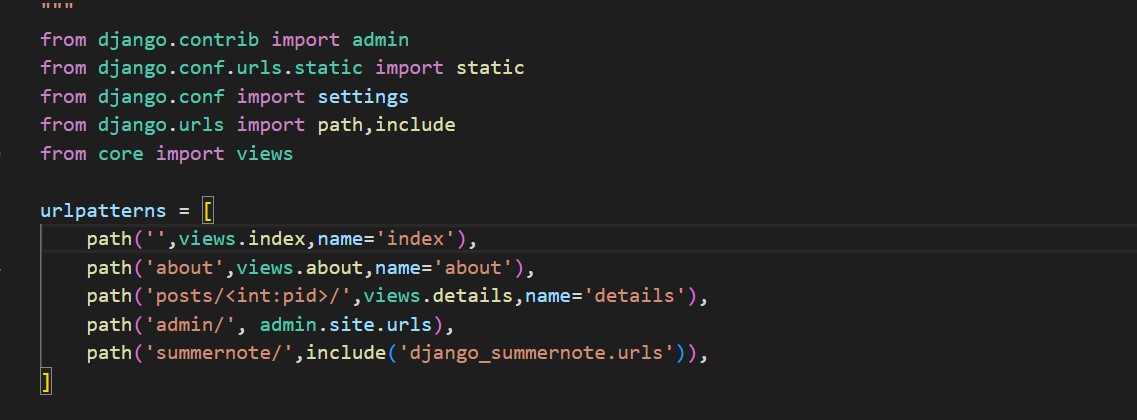 """
from django.contrib import admin
from django.conf.urls.static import static
from django.conf import settings
from django.urls import path,include
from core import views
urlpatterns = [
path('',views.index,name='index'),
path('about',views.about,name='about'),
path('posts/<int:pid>/',views.details,name='details'),
path('admin/', admin.site.urls),
path('summernote/',include('django_summernote.urls')),
]